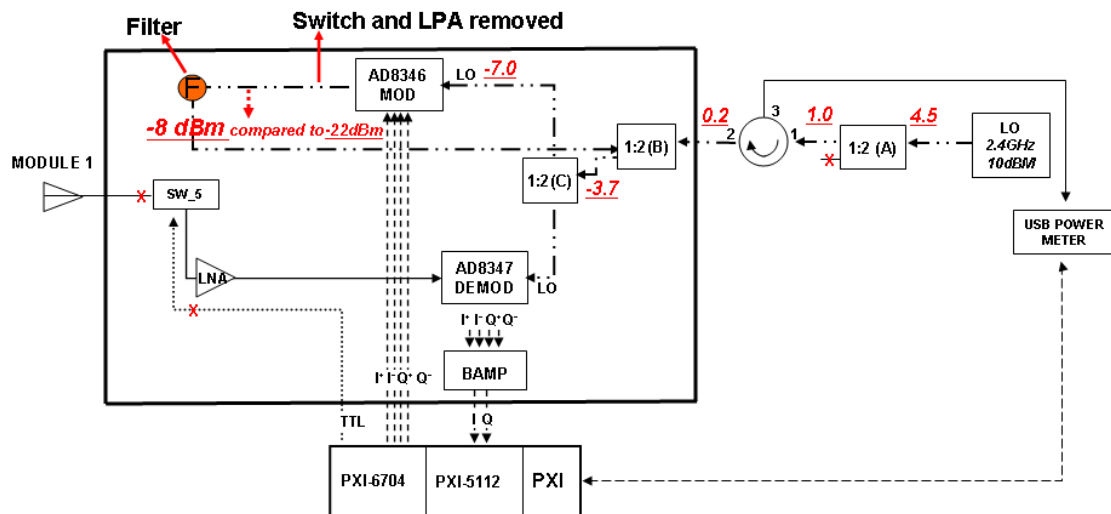 Filter
Switch and LPA removed
F
AD8346
MOD
LO
-7.0
-8 dBm compared to -22dBm
0.2
2
3
1
1.0
4.5
LO
2.4GHz
10dBM
1:2 (A)
1:2 (B)
1:2 (C)
-3.7
MODULE 1
X
X
SW_5
USB POWER
METER
LNA
AD8347
DEMOD
LO
X
I+ I- Q+ Q-
BAMP
I+ I- Q+ Q-
TTL
I Q
PXI-6704
PXI-5112
PXI